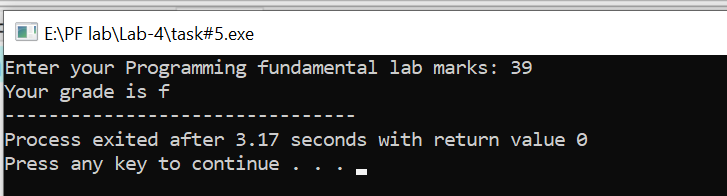 E:\PF lab\Lab-4\task#5.exe
Enter your Programming fundamental lab marks: 39
Your grade is f
--------------------------------
Process exited after 3.17 seconds with return value 0
Press any key to continue . . .